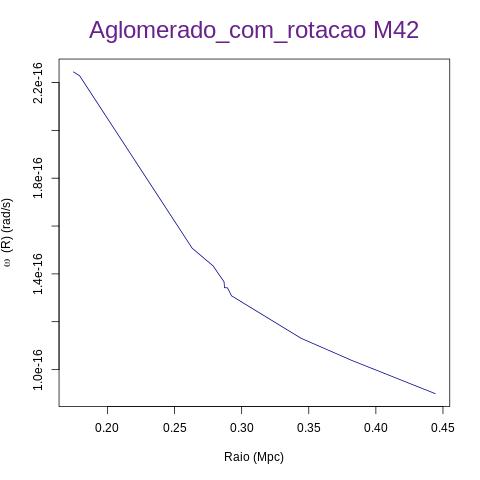 Aglomerado_com_rotacao M42
2.2e-16
1.8e-16
1.4e-16
1.0e-16
ω (R) (rad/s)
0.20 0.25 0.30 0.35 0.40 0.45
Raio (Mpc)